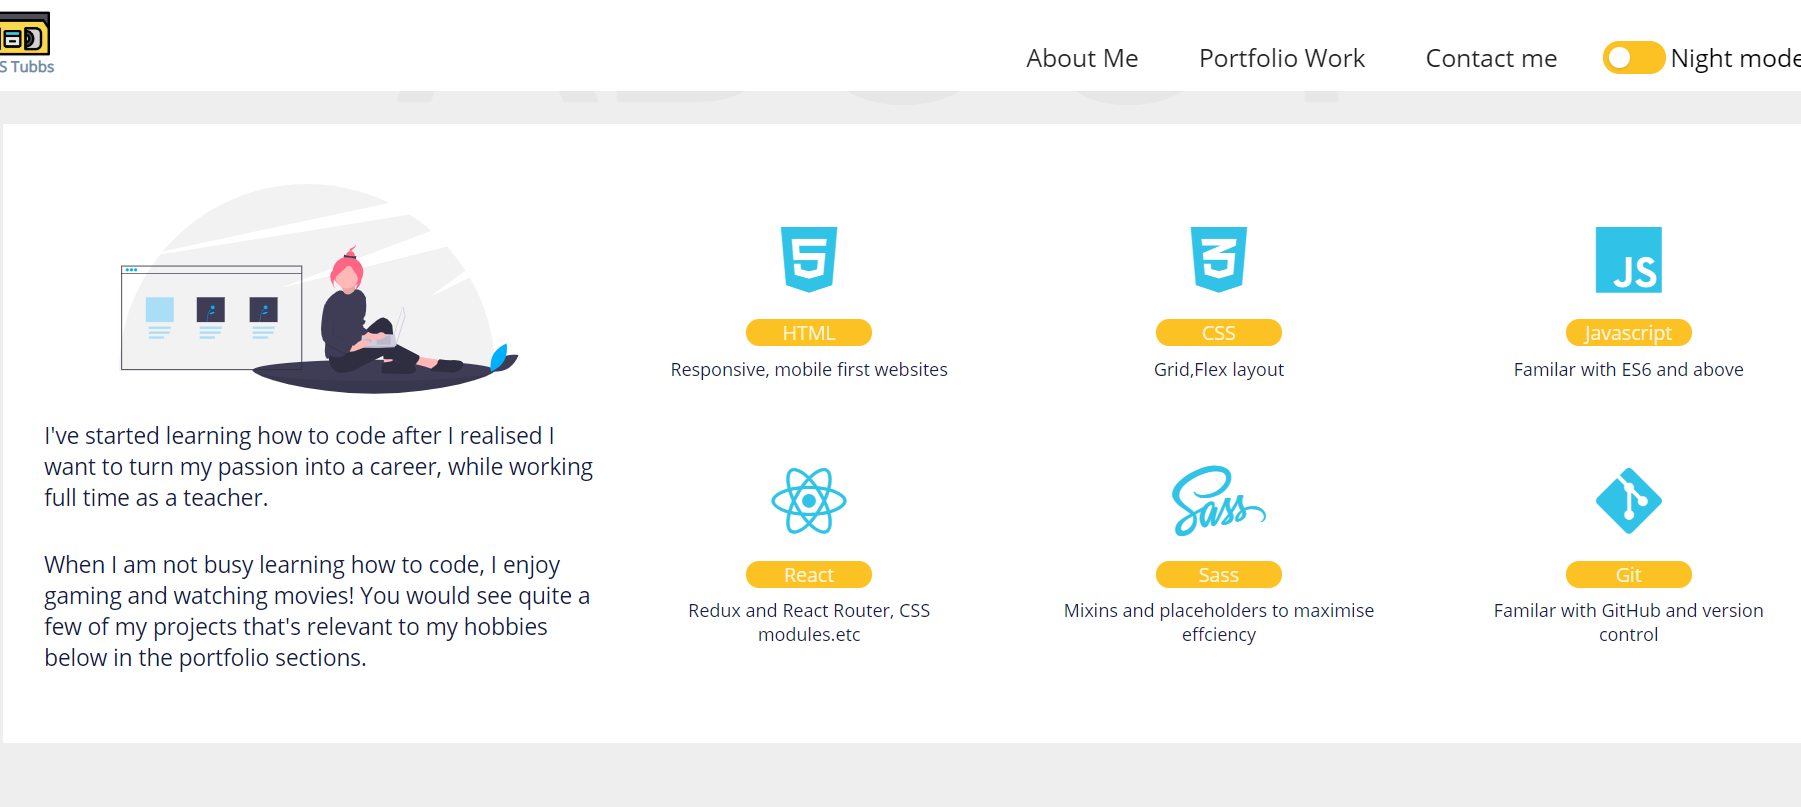 S Tubbs
About Me Portfolio Work Contact me Night mode
I've started learning how to code after I realised I
want to turn my passion into a career, while working
full time as a teacher.
When I am not busy learning how to code, I enjoy
gaming and watching movies! You would see quite a
few of my projects that's relevant to my hobbies
below in the portfolio sections.
HTML
Responsive, mobile first websites
CSS
Grid,Flex layout
JS
Javascript
Familar with ES6 and above
React
Redux and React Router, CSS
modules.etc
Sass
Sass
Mixins and placeholders to maximise
effciency
Git
Familar with GitHub and version
control